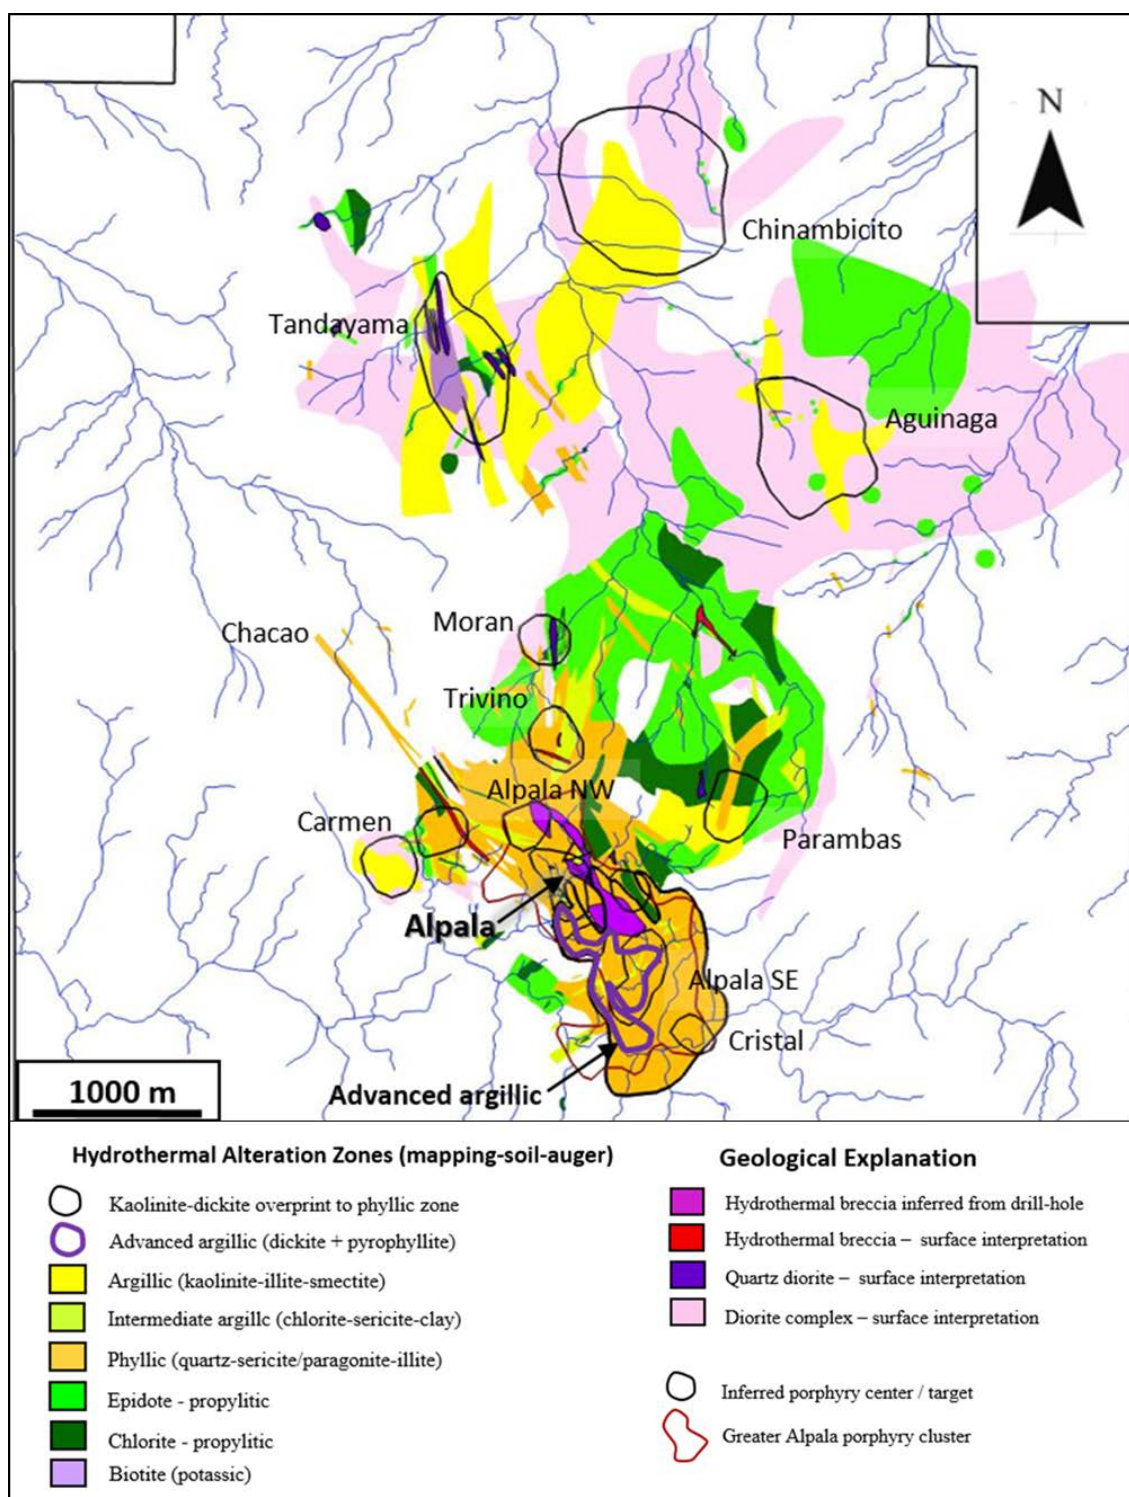 N
Chinambicito
Tandayama
Aguinaga
Moran
Chacao
Trivino
Alpala NW
Carmen
Parambas
Alpala
Alpala SE
Cristal
1000 m
Advanced argillic
Hydrothermal Alteration Zones (mapping-soil-auger)
Kaolinite-dickite overprint to phyllic zone
Advanced argillic (dickite + pyrophyllite)
Argillic (kaolinite-illite-smectite)
Intermediate argillc (chlorite-sericite-clay)
Phyllic (quartz-sericite/paragonite-illite)
Epidote - propylitic
Chlorite - propylitic
Biotite (potassic)
Geological Explanation
Hydrothermal breccia inferred from drill-hole
Hydrothermal breccia – surface interpretation
Quartz diorite – surface interpretation
Diorite complex – surface interpretation
Inferred porphyry center / target
Greater Alpala porphyry cluster